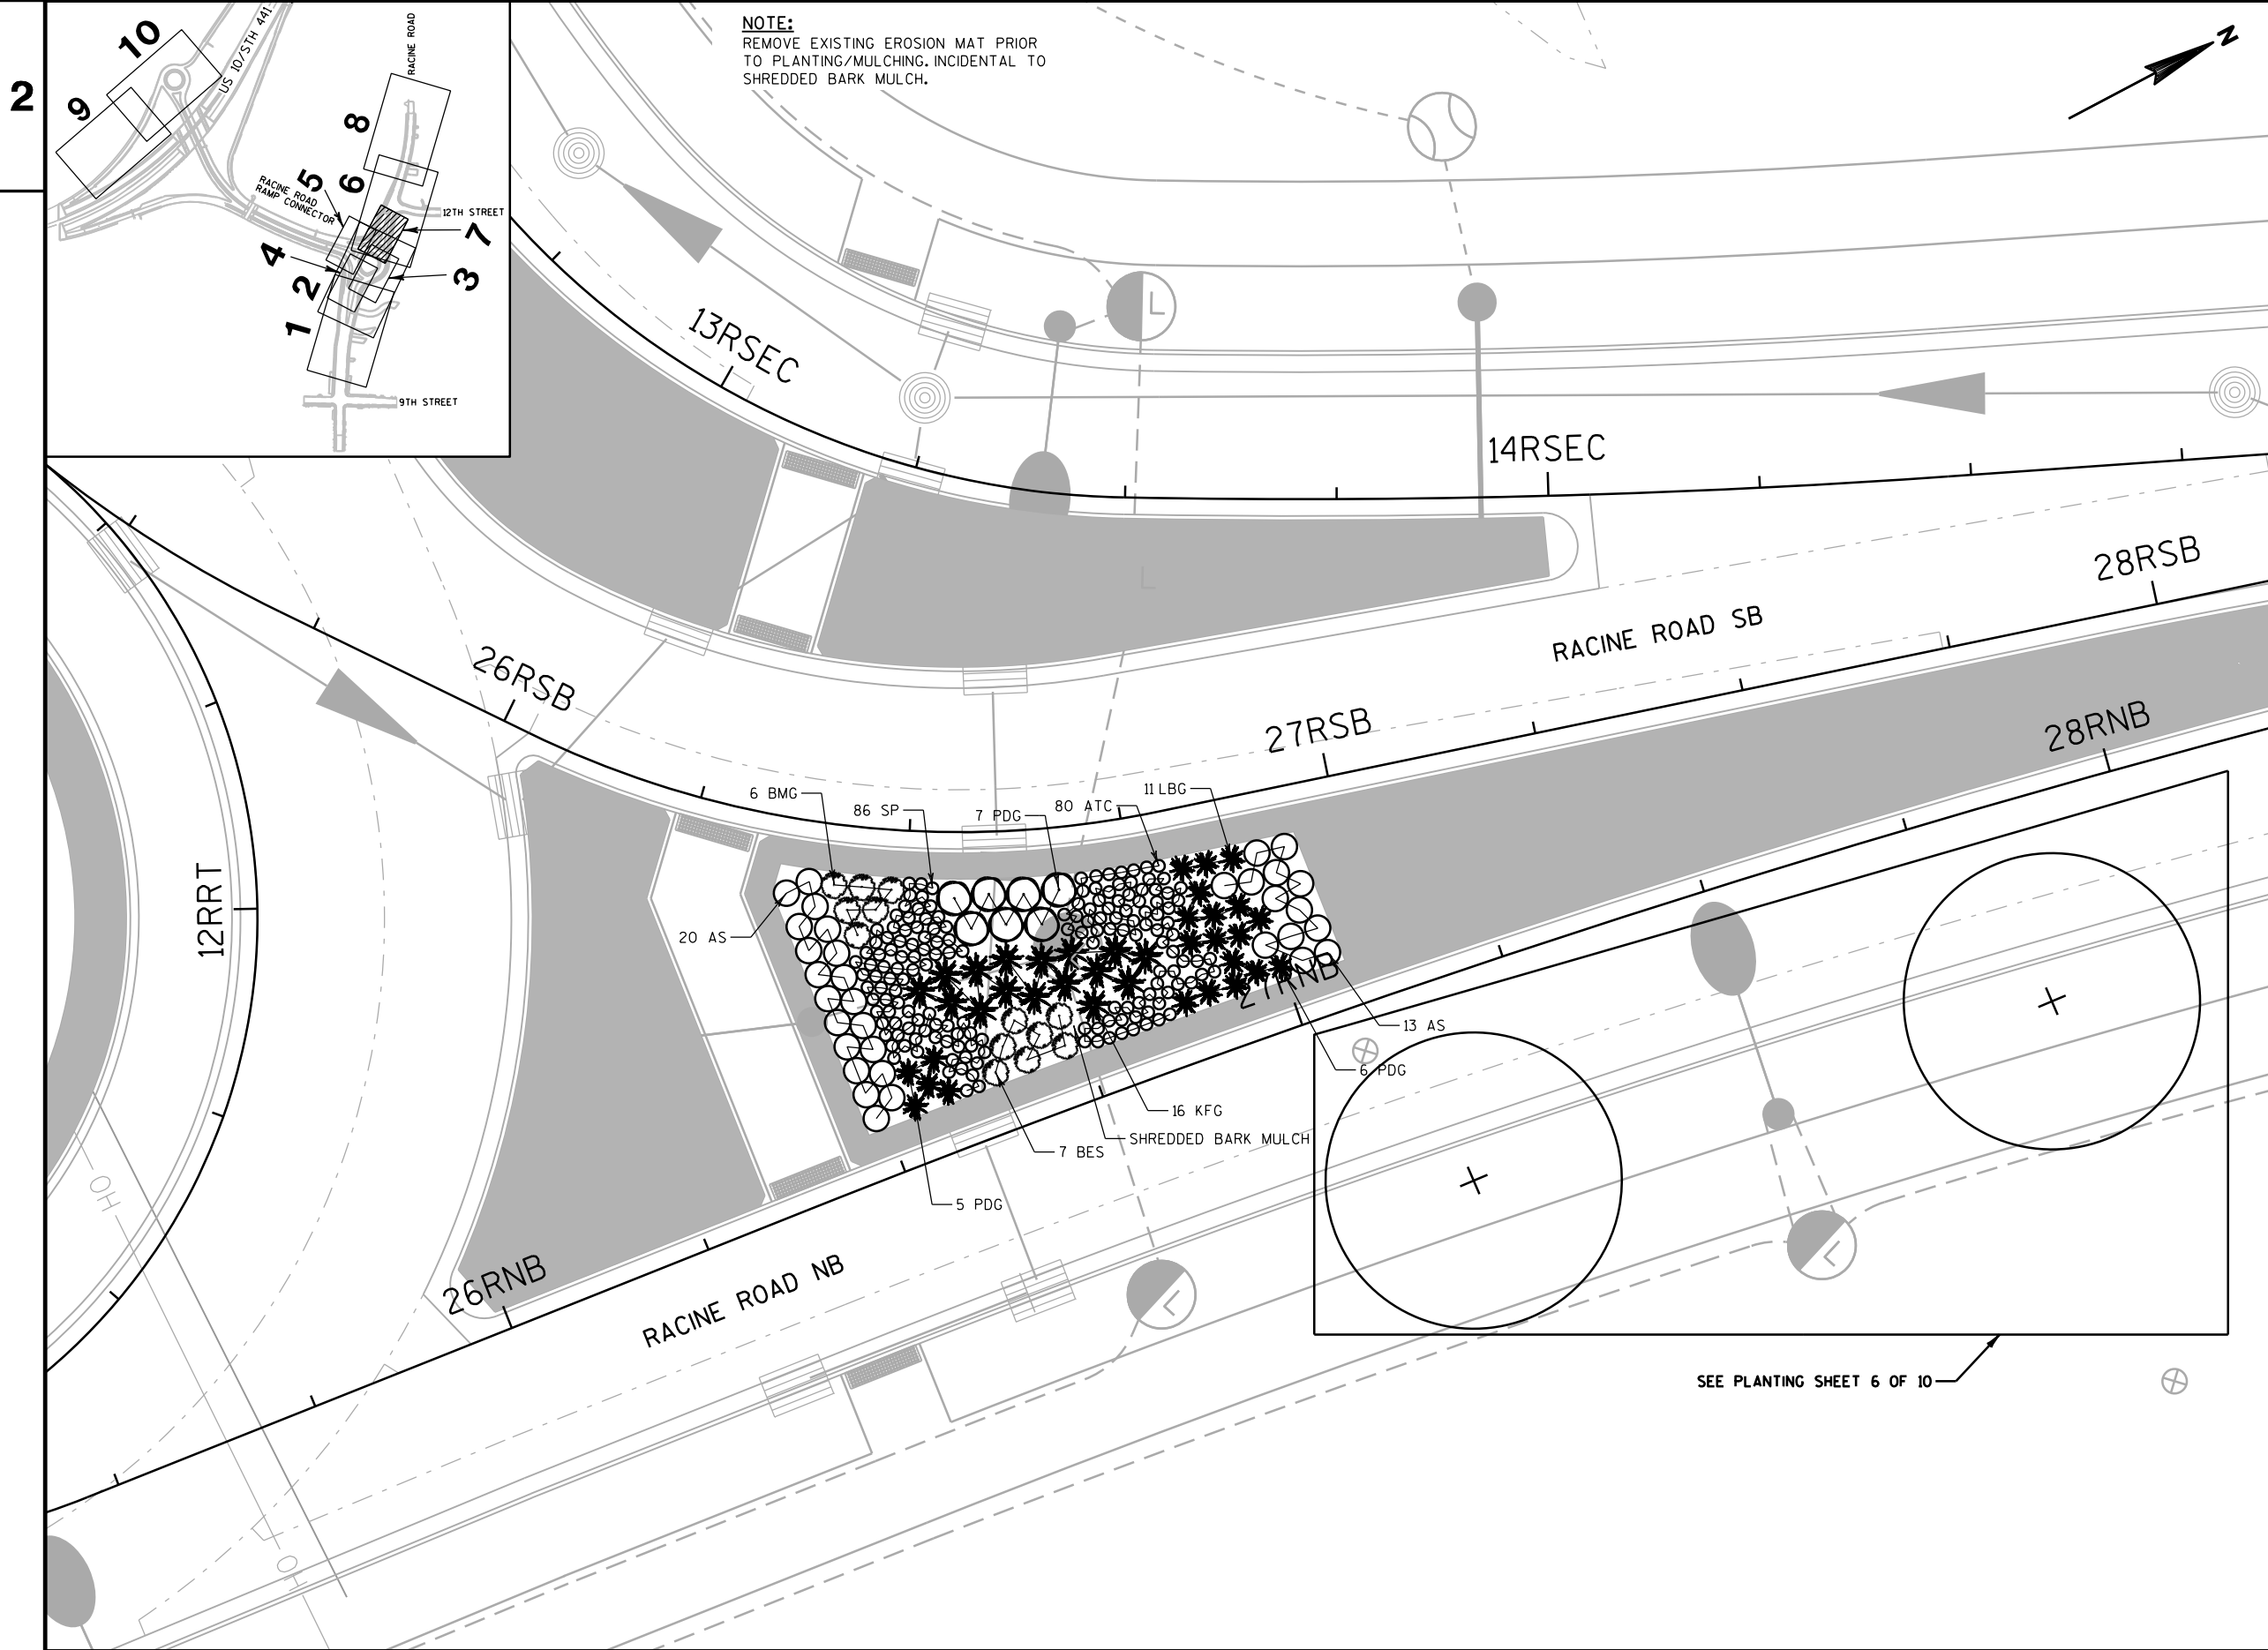 2
10
US 10/STH 441
RACINE ROAD
9
8
5
6
RACINE ROAD
RAMP CONNECTOR
12TH STREET
7
4
3
2
1
9TH STREET
NOTE:
REMOVE EXISTING EROSION MAT PRIOR
TO PLANTING/MULCHING. INCIDENTAL TO
SHREDDED BARK MULCH.
N
L
13RSEC
14RSEC
L
28RSB
RACINE ROAD SB
26RSB
27RSB
28RNB
6 BMG
86 SP
7 PDG
80 ATC
11 LBG
12RRT
20 AS
27RNB
13 AS
6 PDG
16 KFG
SHREDDED BARK MULCH
7 BES
5 PDG
OH
26RNB
RACINE ROAD NB
L
L
SEE PLANTING SHEET 6 OF 10